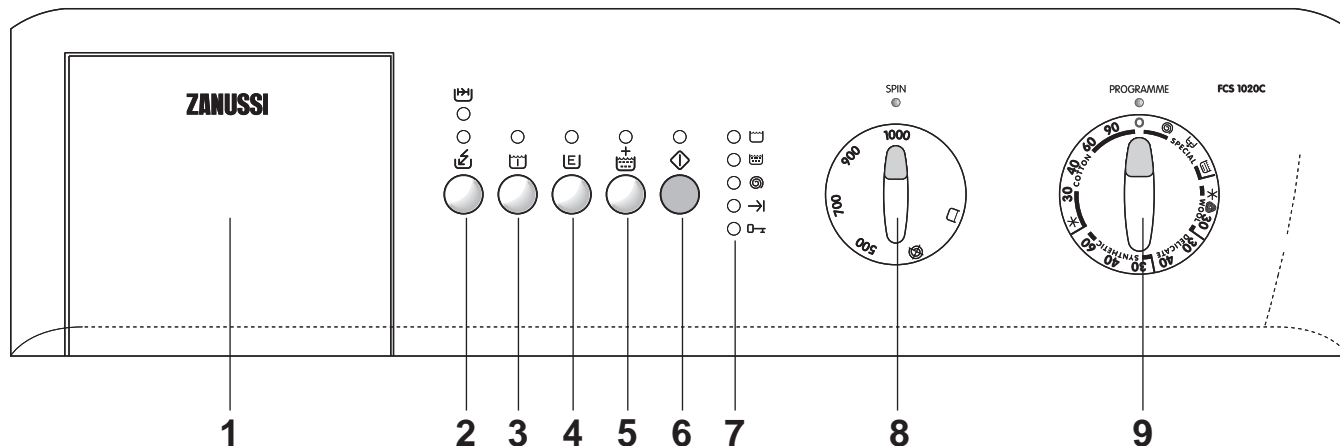 ZANUSSI
E
SPIN
1000
900
700
500
PROGRAMME
FCS 1020C
COTTON
90
60
40
30
SPECIAL
WOOL
30
DELICATE
30
40
SYNTHETIC
30
40
60
1 2 3 4 5 6 7 8 9